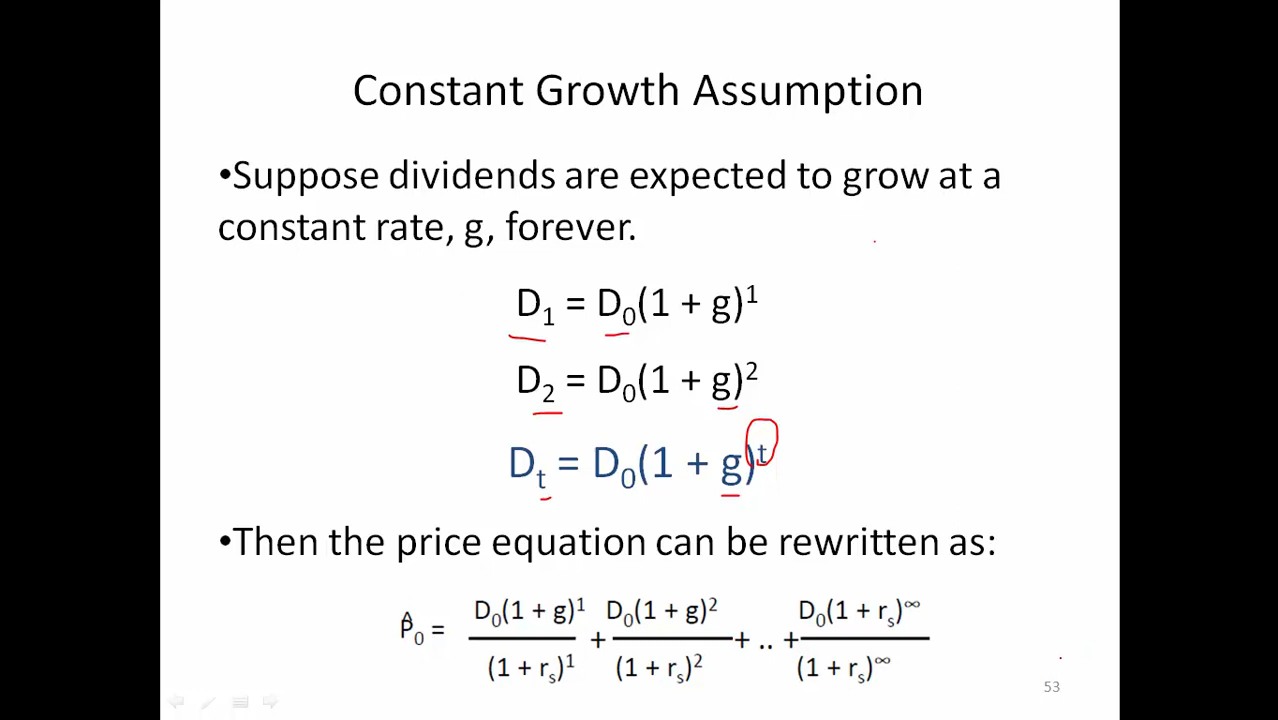 Constant Growth Assumption
•Suppose dividends are expected to grow at a
constant rate, g, forever.
D₁ = D₀(1 + g)¹
D₂ = D₀(1 + g)²
Dₜ = D₀(1 + g)ᵗ
•Then the price equation can be rewritten as:
P̂₀ = D₀(1 + g)¹/(1 + rₛ)¹ + D₀(1 + g)²/(1 + rₛ)² + .. + D₀(1 + rₛ)^∞/(1 + rₛ)^∞
53